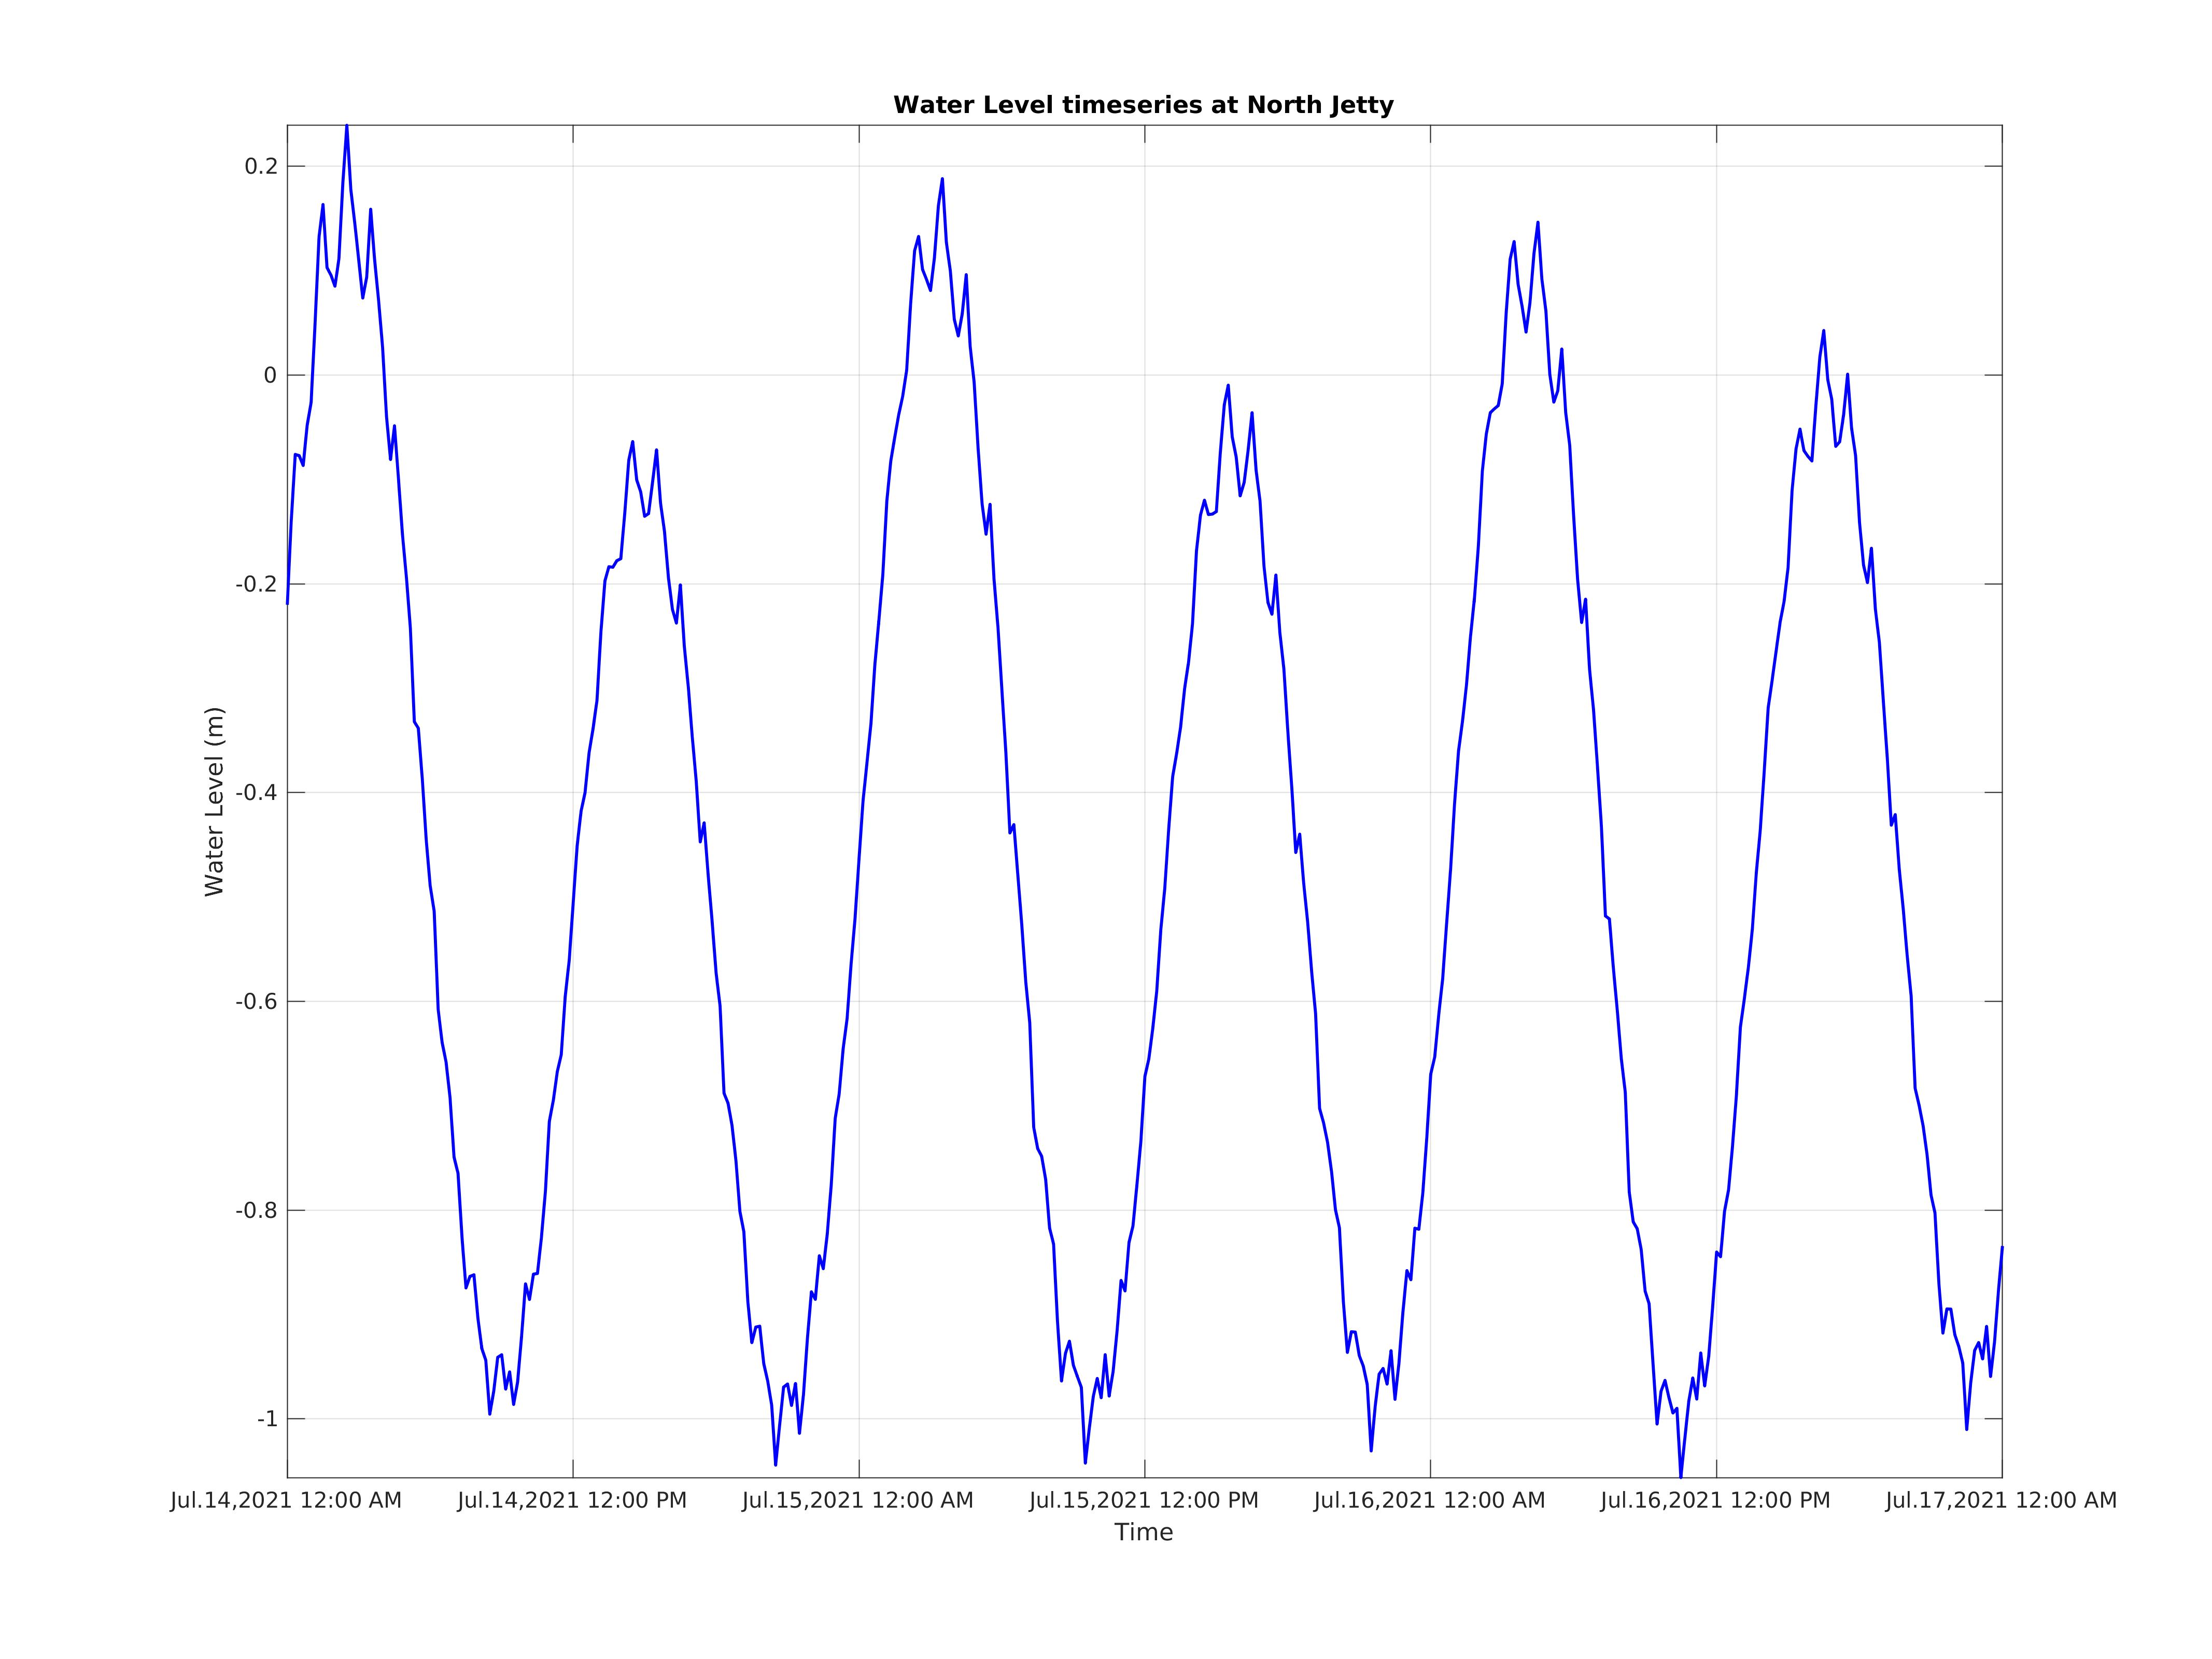 Water Level timeseries at North Jetty
0.2
0
-0.2
-0.4
-0.6
-0.8
-1
Water Level (m)
Jul.14,2021 12:00 AM
Jul.14,2021 12:00 PM
Jul.15,2021 12:00 AM
Jul.15,2021 12:00 PM
Jul.16,2021 12:00 AM
Jul.16,2021 12:00 PM
Jul.17,2021 12:00 AM
Time